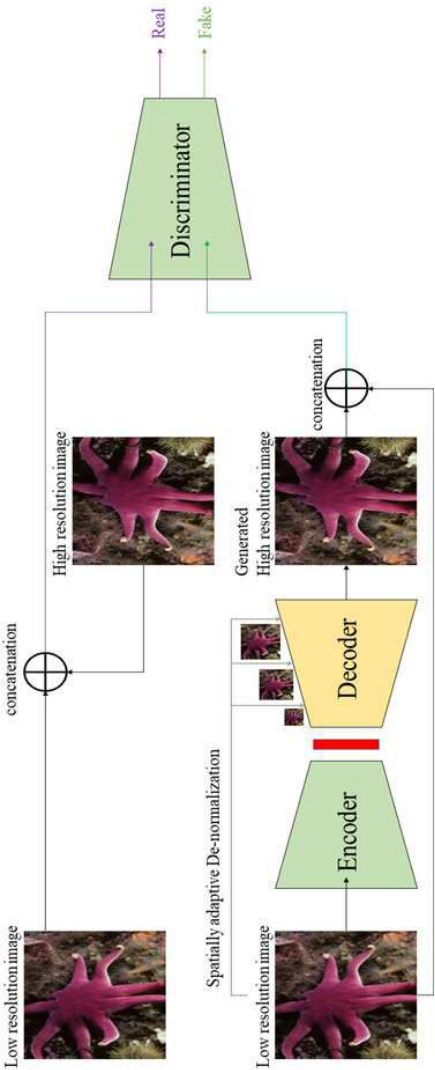 Low resolution image
concatenation
High resolution image
Discriminator
Real
Fake
Spatially adaptive De-normalization
Low resolution image
Encoder
Decoder
Generated
High resolution image
concatenation